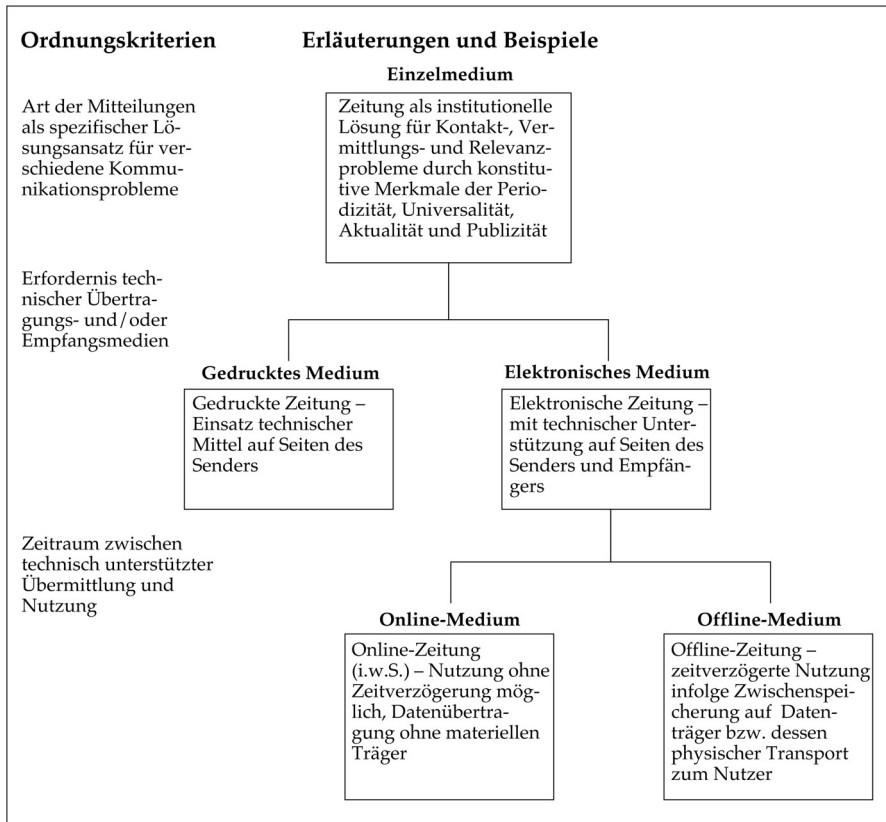 Ordnungskriterien
Erläuterungen und Beispiele
Einzelmedium
Art der Mitteilungen
als spezifischer Lö-
sungsansatz für ver-
schiedene Kommu-
nikationsprobleme
Zeitung als institutionelle
Lösung für Kontakt-, Ver-
mittlungs- und Relevanz-
probleme durch konstitu-
tive Merkmale der Perio-
dizität, Universalität,
Aktualität und Publizität
Erfordernis tech-
nischer Übertra-
gungs- und/oder
Empfangsmedien
Gedrucktes Medium
Gedruckte Zeitung –
Einsatz technischer
Mittel auf Seiten des
Senders
Elektronisches Medium
Elektronische Zeitung –
mit technischer Unter-
stützung auf Seiten des
Senders und Empfän-
gers
Zeitraum zwischen
technisch unterstützter
Übermittlung und
Nutzung
Online-Medium
Online-Zeitung
(i.w.S.) – Nutzung ohne
Zeitverzögerung mög-
lich, Datenübertra-
gung ohne materiellen
Träger
Offline-Medium
Offline-Zeitung –
zeitverzögerte Nutzung
infolge Zwischenspei-
cherung auf Daten-
träger bzw. dessen
physischer Transport
zum Nutzer